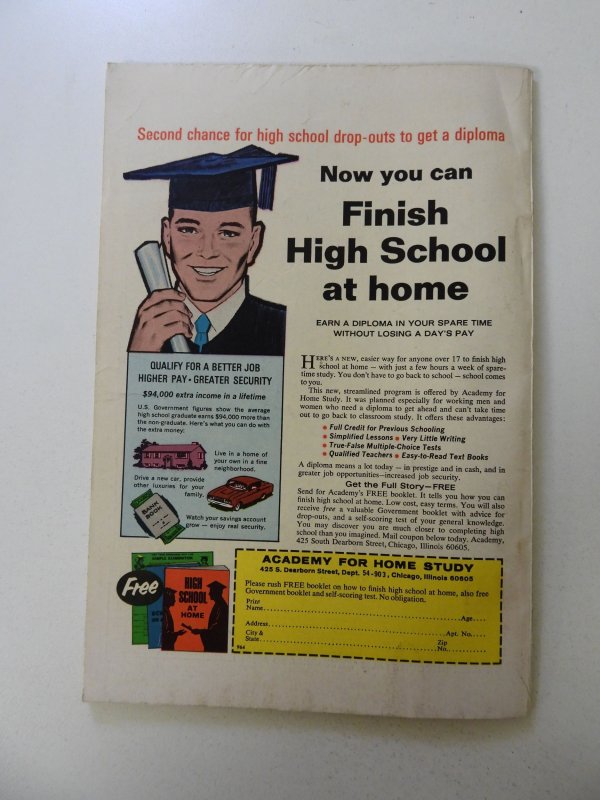 Second chance for high school drop-outs to get a diploma
Now you can
Finish
High School
at home
EARN A DIPLOMA IN YOUR SPARE TIME
WITHOUT LOSING A DAY'S PAY
QUALIFY FOR A BETTER JOB
HIGHER PAY • GREATER SECURITY
$94,000 extra income in a lifetime
U.S. Government figures show the average
high school graduate earns $94,000 more than
the non-graduate. Here's what you can do with
the extra money:
Live in a home of
your own in a fine
neighborhood.
Drive a new car, provide
other luxuries for your
family.
BANK
BOOK
Watch your savings account
grow — enjoy real security.
HERE'S A NEW, easier way for anyone over 17 to finish high
school at home — with just a few hours a week of spare-
time study. You don't have to go back to school — school comes
to you.
This new, streamlined program is offered by Academy for
Home Study. It was planned especially for working men and
women who need a diploma to get ahead and can't take time
out to go back to classroom study. It offers these advantages:
• Full Credit for Previous Schooling
• Simplified Lessons • Very Little Writing
• True-False Multiple-Choice Tests
• Qualified Teachers • Easy-to-Read Text Books
A diploma means a lot today — in prestige and in cash, and in
greater job opportunities—increased job security.
Get the Full Story—FREE
Send for Academy's FREE booklet. It tells you how you can
finish high school at home. Low cost, easy terms. You will also
receive free a valuable Government booklet with advice for
drop-outs, and a self-scoring test of your general knowledge.
You may discover you are much closer to completing high
school than you imagined. Mail coupon below today. Academy,
425 South Dearborn Street, Chicago, Illinois 60605.
Free
SAMPLE EXAMINATION
HIGH
SCHOOL
AT
HOME
ACADEMY FOR HOME STUDY
425 S. Dearborn Street, Dept. 54-903, Chicago, Illinois 60605
Please rush FREE booklet on how to finish high school at home, also free
Government booklet and self-scoring test. No obligation.
Print
Name Age
Address Apt. No.
City & Zip
State No.
964